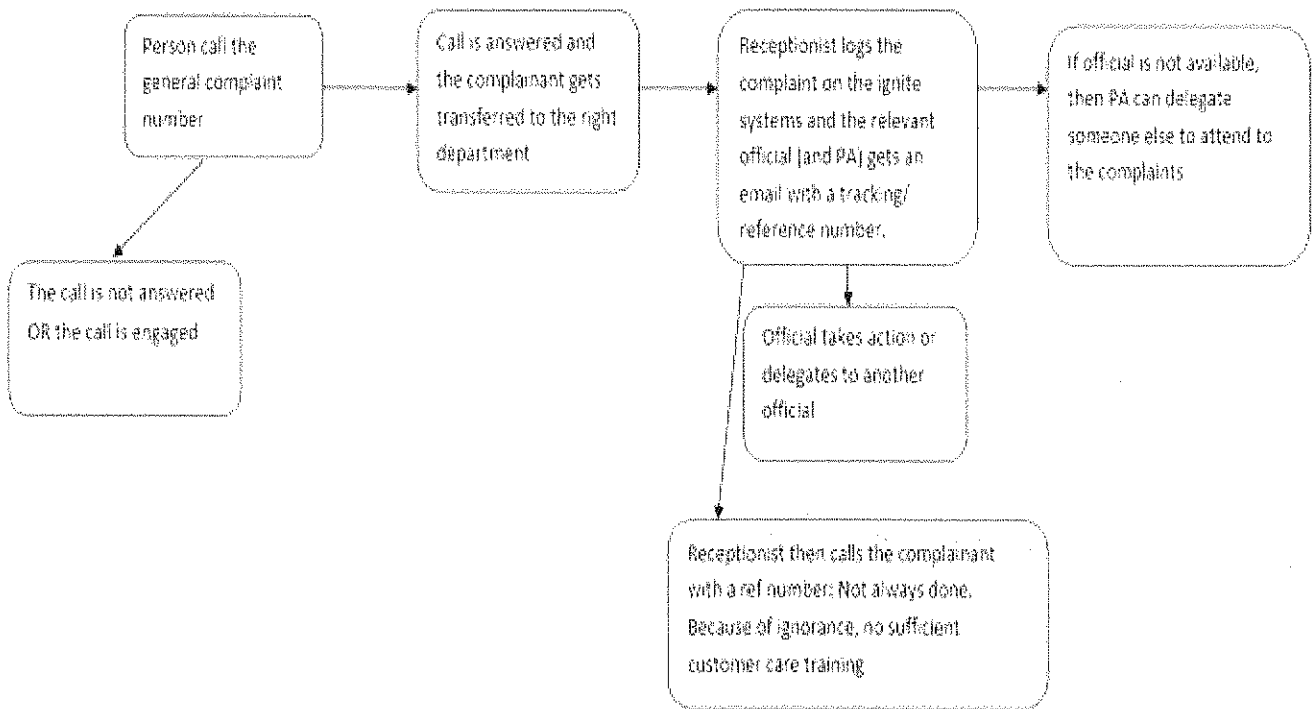 Person call the
general complaint
number
Call is answered and
the complainant gets
transferred to the right
department
Receptionist logs the
complaint on the ignite
systems and the relevant
official (and PA) gets an
email with a tracking/
reference number.
If official is not available,
then PA can delegate
someone else to attend to
the complaints
The call is not answered
OR the call is engaged
Official takes action or
delegates to another
official
Receptionist then calls the complainant
with a ref number: Not always done.
Because of ignorance, no sufficient
customer care training